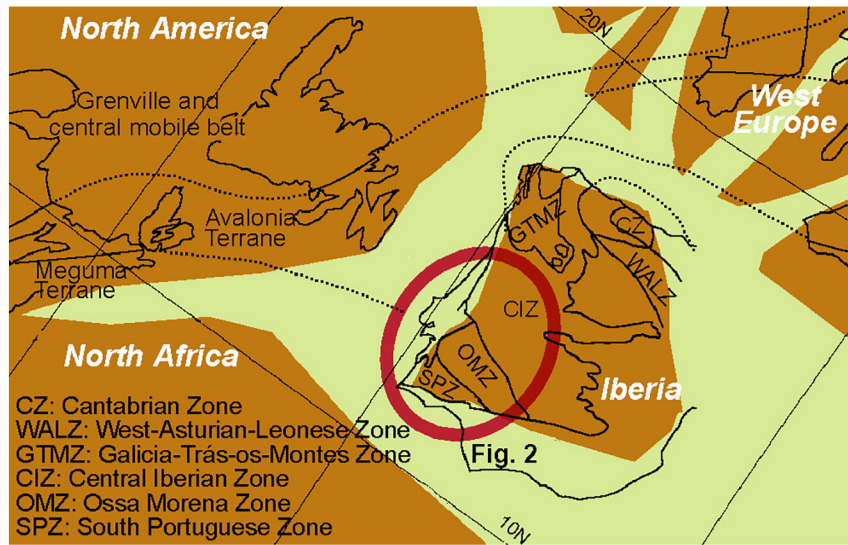 North America
20N
Grenville and
central mobile belt
West
Europe
Avalonia
Terrane
GTMZ
CZ
WALZ
Meguma
Terrane
CIZ
North Africa
OMZ
SPZ
Iberia
CZ: Cantabrian Zone
WALZ: West-Asturian-Leonese Zone
GTMZ: Galicia-Trás-os-Montes Zone
Fig. 2
CIZ: Central Iberian Zone
OMZ: Ossa Morena Zone
SPZ: South Portuguese Zone
10N